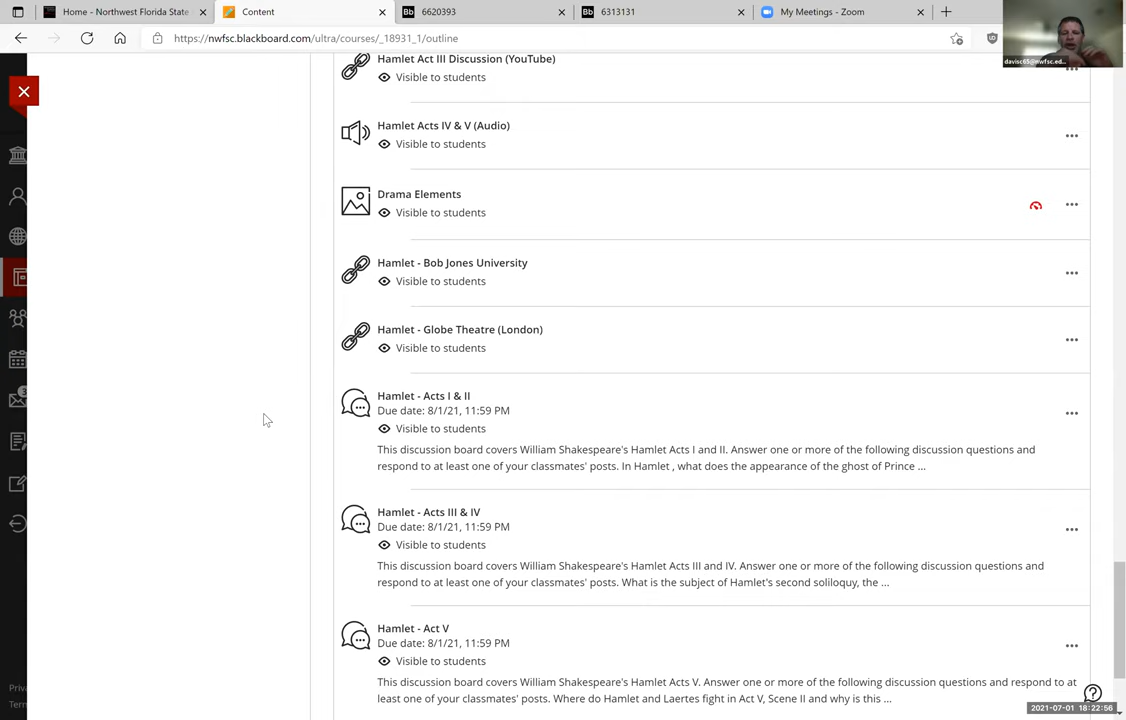 Home - Northwest Florida State
Content
Bb 6620393
Bb 6313131
My Meetings - Zoom
https://nwfsc.blackboard.com/ultra/courses/_18931_1/outline
davisc65@nwfsc.ed...
Hamlet Act III Discussion (YouTube)
Visible to students
Hamlet Acts IV & V (Audio)
Visible to students
Drama Elements
Visible to students
Hamlet - Bob Jones University
Visible to students
Hamlet - Globe Theatre (London)
Visible to students
Hamlet - Acts I & II
Due date: 8/1/21, 11:59 PM
Visible to students
This discussion board covers William Shakespeare's Hamlet Acts I and II. Answer one or more of the following discussion questions and
respond to at least one of your classmates' posts. In Hamlet , what does the appearance of the ghost of Prince ...
Hamlet - Acts III & IV
Due date: 8/1/21, 11:59 PM
Visible to students
This discussion board covers William Shakespeare's Hamlet Acts III and IV. Answer one or more of the following discussion questions and
respond to at least one of your classmates' posts. What is the subject of Hamlet's second soliloquy, the ...
Hamlet - Act V
Due date: 8/1/21, 11:59 PM
Visible to students
This discussion board covers William Shakespeare's Hamlet Acts V. Answer one or more of the following discussion questions and respond to at
least one of your classmates' posts. Where do Hamlet and Laertes fight in Act V, Scene II and why is this ...
Priva
Term
2021-07-01 18:22:56